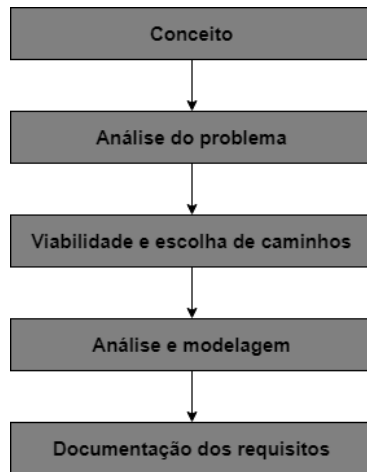 Conceito
Análise do problema
Viabilidade e escolha de caminhos
Análise e modelagem
Documentação dos requisitos